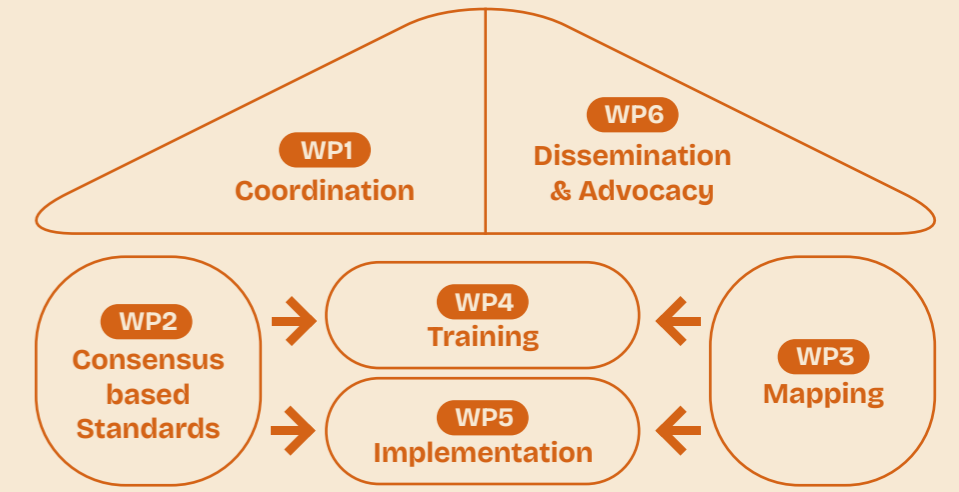 WP1
Coordination
WP6
Dissemination
& Advocacy
WP2
Consensus
based
Standards
WP4
Training
WP5
Implementation
WP3
Mapping